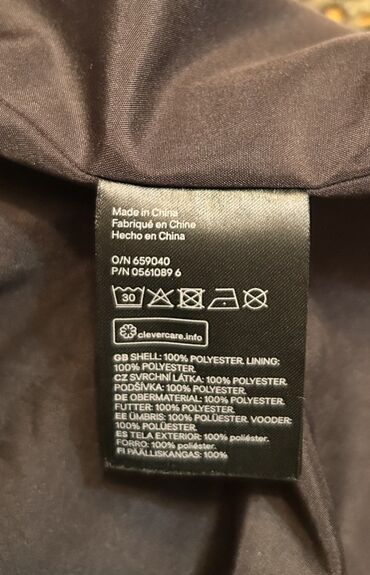 Made in China
Fabriqué en Chine
Hecho en China
O/N 659040
P/N 0561089 6
30
clevercare.info
GB SHELL: 100% POLYESTER. LINING:
100% POLYESTER.
CZ SVRCHNÍ LÁTKA: 100% POLYESTER.
PODŠÍVKA: 100% POLYESTER.
DE OBERMATERIAL: 100% POLYESTER.
FUTTER: 100% POLYESTER.
EE ÜMBRIS: 100% POLÜESTER. VOODER:
100% POLÜESTER.
ES TELA EXTERIOR: 100% poliéster.
FORRO: 100% poliéster.
FI PÄÄLLISKANGAS: 100%